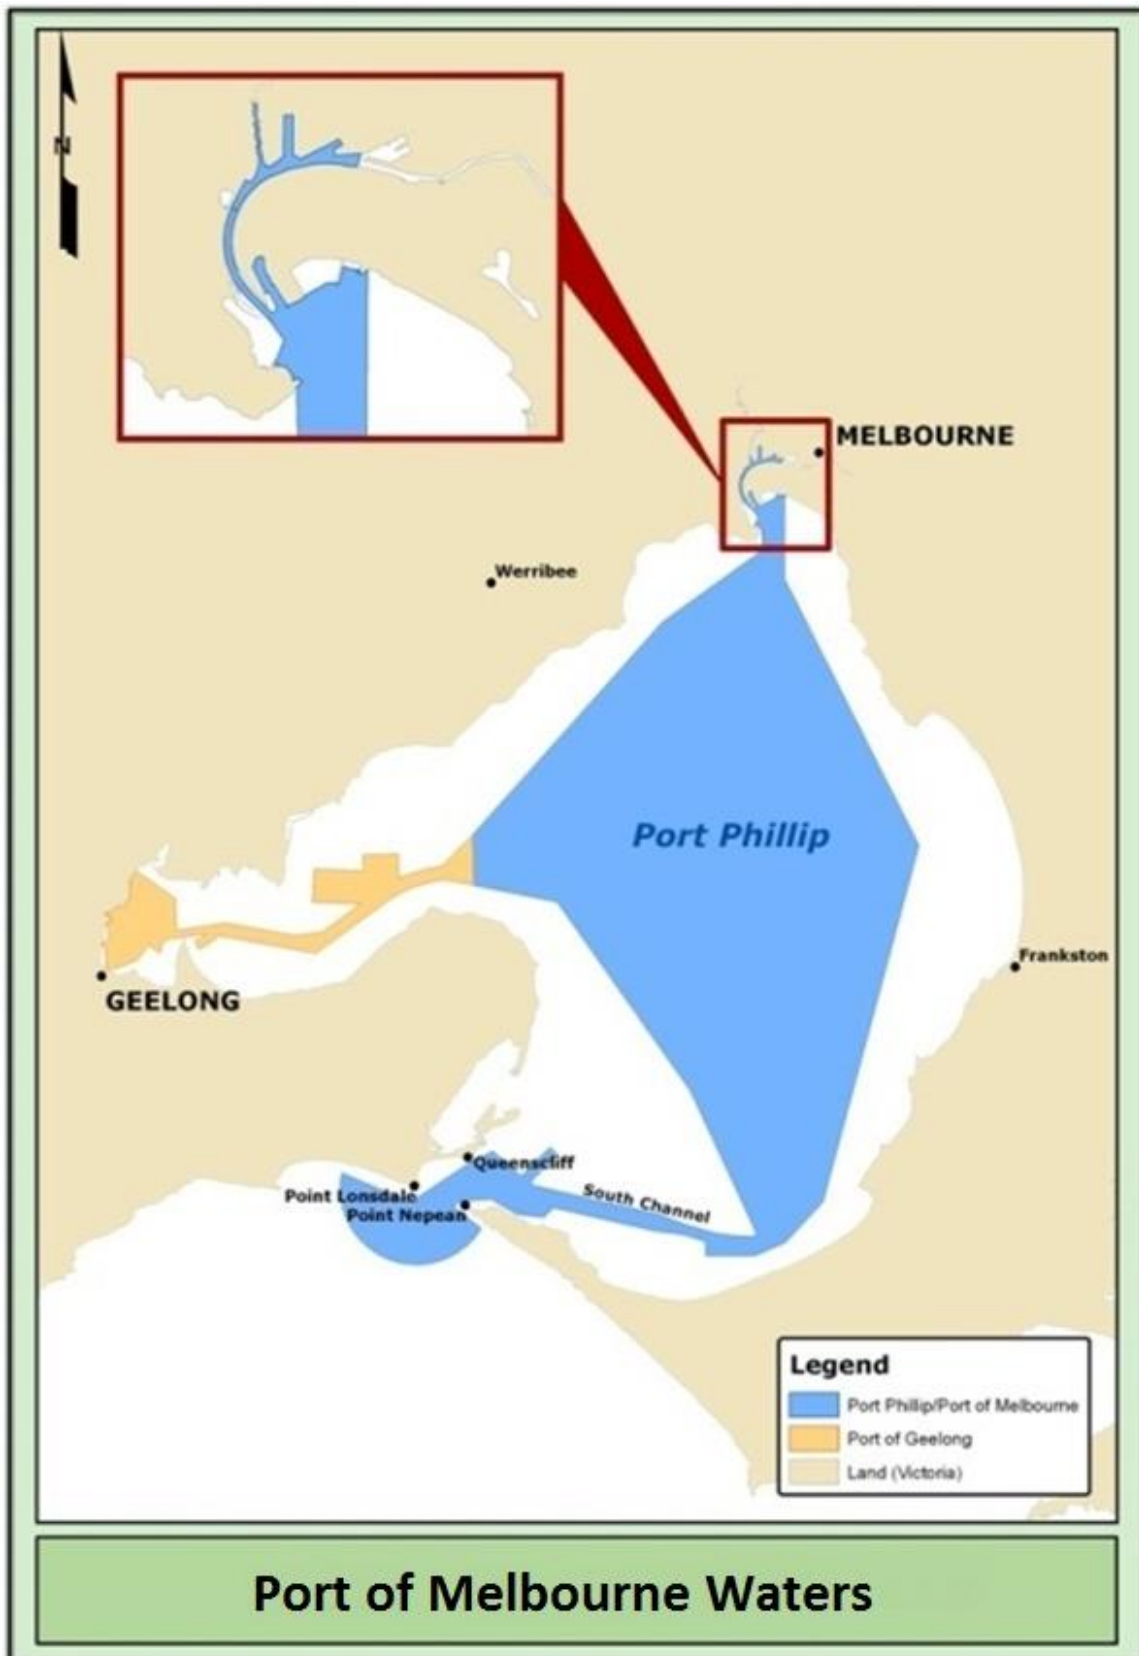 N
MELBOURNE
Werribee
Port Phillip
Frankston
GEELONG
Queenscliff
Point Lonsdale
South Channel
Point Nepean
Legend
Port Phillip/Port of Melbourne
Port of Geelong
Land (Victoria)
Port of Melbourne Waters